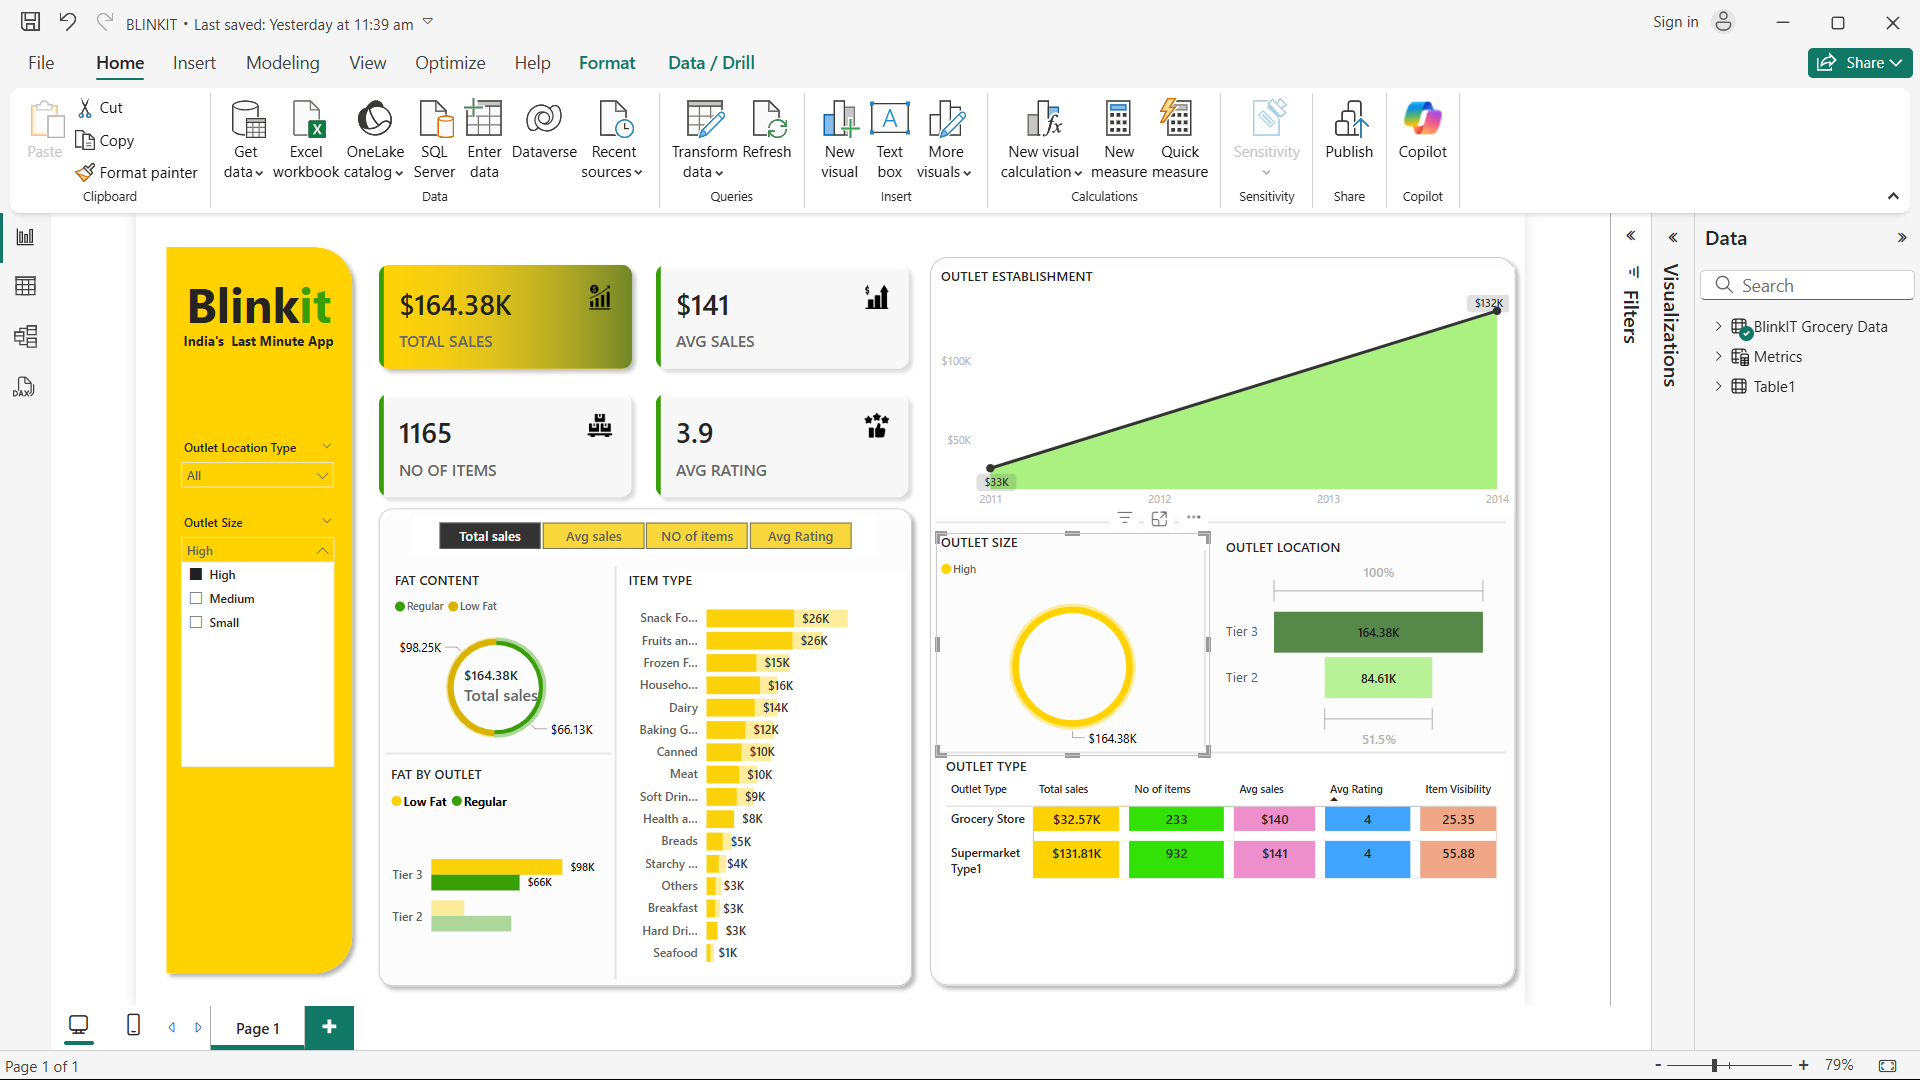 BLINKIT • Last saved: Yesterday at 11:39 am
Sign in
File Home Insert Modeling View Optimize Help Format Data / Drill
Share
Paste
Cut
Copy
Format painter
Clipboard
Get data
Excel workbook
OneLake catalog
SQL Server
Enter data
Dataverse
Recent sources
Data
Transform data
Refresh
Queries
New visual
A
Text box
More visuals
Insert
fx
New visual calculation
New measure
Quick measure
Calculations
Sensitivity
Sensitivity
Publish
Share
Copilot
Copilot
DAX
Blinkit
India's Last Minute App
Outlet Location Type
All
Outlet Size
High
High
Medium
Small
$164.38K
TOTAL SALES
$141
AVG SALES
1165
NO OF ITEMS
3.9
AVG RATING
Total sales Avg sales NO of items Avg Rating
FAT CONTENT
Regular Low Fat
$98.25K
$164.38K
Total sales
$66.13K
FAT BY OUTLET
Low Fat Regular
Tier 3 $98K
$66K
Tier 2
ITEM TYPE
Snack Fo... $26K
Fruits an... $26K
Frozen F... $15K
Househo... $16K
Dairy $14K
Baking G... $12K
Canned $10K
Meat $10K
Soft Drin... $9K
Health a... $8K
Breads $5K
Starchy ... $4K
Others $3K
Breakfast $3K
Hard Dri... $3K
Seafood $1K
OUTLET ESTABLISHMENT
$132K
$100K
$50K
$33K
2011 2012 2013 2014
OUTLET SIZE
High
$164.38K
OUTLET LOCATION
100%
Tier 3 164.38K
Tier 2 84.61K
51.5%
OUTLET TYPE
Outlet Type Total sales No of items Avg sales Avg Rating Item Visibility
Grocery Store $32.57K 233 $140 4 25.35
Supermarket Type1 $131.81K 932 $141 4 55.88
Filters
Visualizations
Data
Search
BlinkIT Grocery Data
Metrics
Table1
Page 1
+
Page 1 of 1
- + 79%